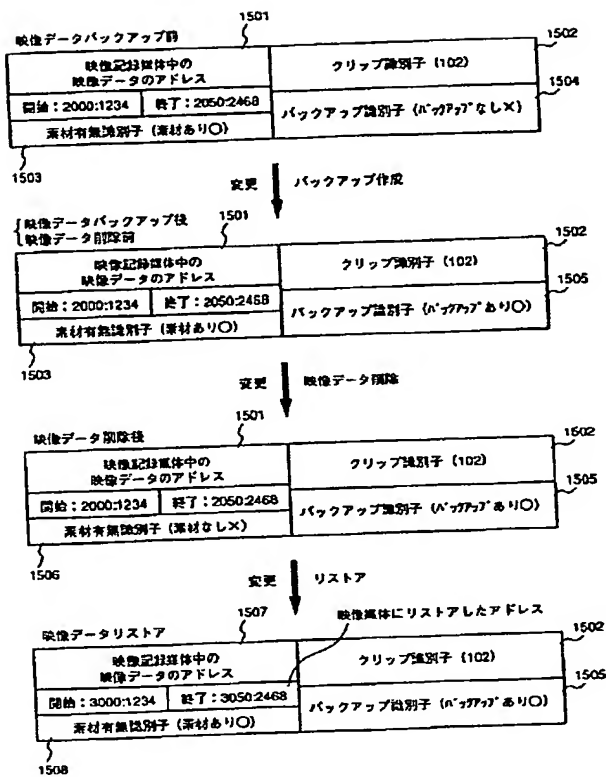 1501
映像データバックアップ前
1502
映像記録媒体中の
映像データのアドレス
クリップ識別子 (102)
1504
開始:2000:1234 終了:2050:2468
バックアップ識別子 (バックアップなし×)
素材有無識別子 (素材あり○)
1503
変更 バックアップ作成
映像データバックアップ後
映像データ削除前
1501
1502
映像記録媒体中の
映像データのアドレス
クリップ識別子 (102)
1505
開始:2000:1234 終了:2050:2468
バックアップ識別子 (バックアップあり○)
素材有無識別子 (素材あり○)
1503
変更 映像データ削除
1501
映像データ削除後
1502
映像記録媒体中の
映像データのアドレス
クリップ識別子 (102)
1505
開始:2000:1234 終了:2050:2468
バックアップ識別子 (バックアップあり○)
素材有無識別子 (素材なし×)
1506
変更 リストア
1507
映像媒体にリストアしたアドレス
映像データリストア
1502
映像記録媒体中の
映像データのアドレス
クリップ識別子 (102)
1505
開始:3000:1234 終了:3050:2468
バックアップ識別子 (バックアップあり○)
素材有無識別子 (素材あり○)
1508